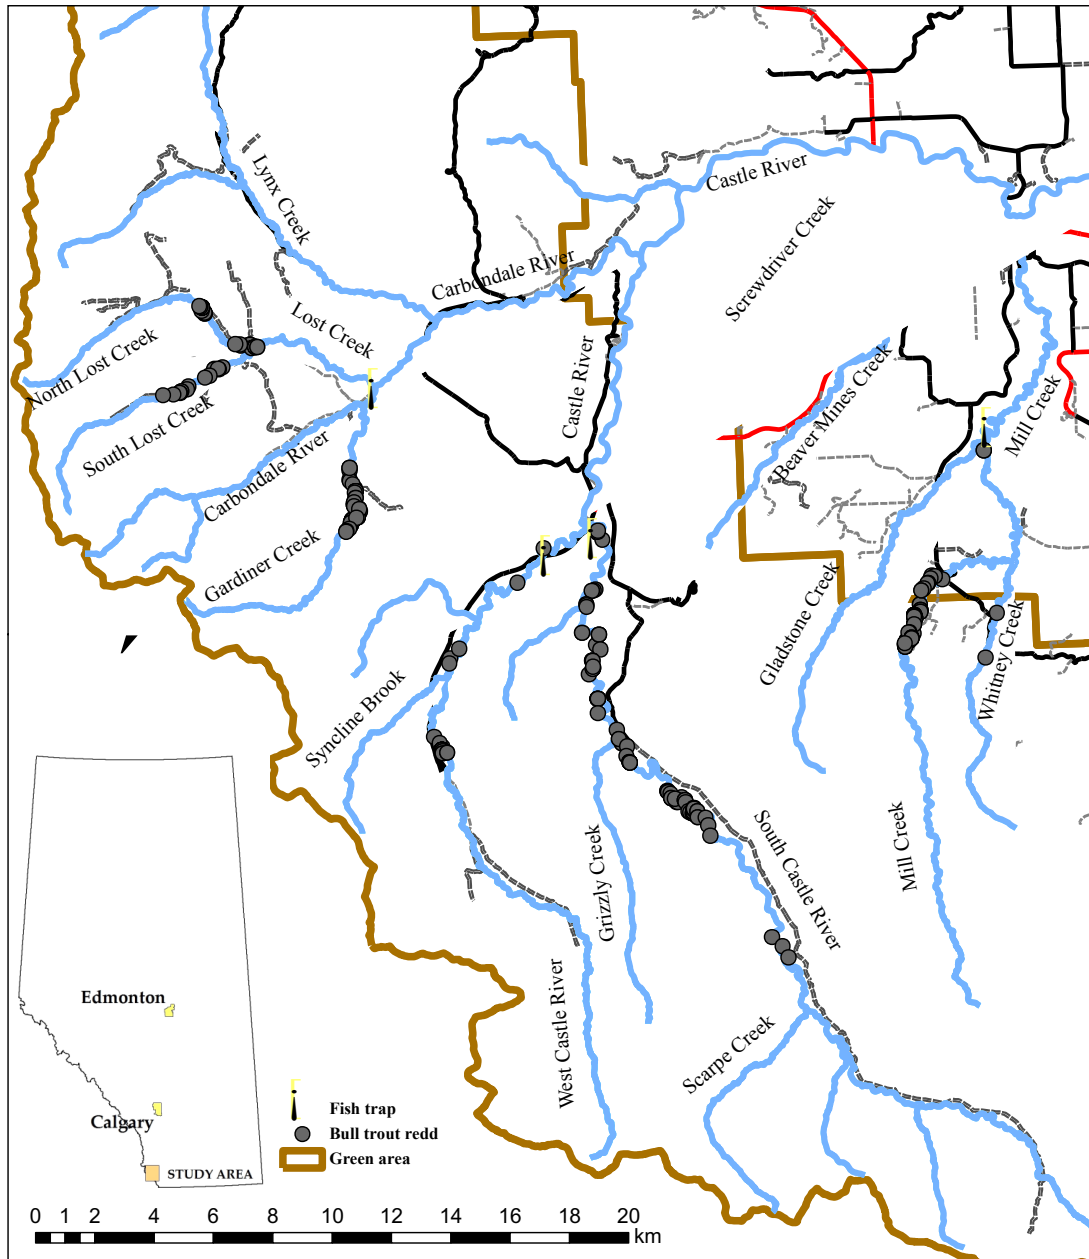 Lynx Creek
Castle River
Screwdriver Creek
Carbondale River
Lost Creek
North Lost Creek
South Lost Creek
Castle River
Beaver Mines Creek
Mill Creek
Carbondale River
Gardiner Creek
Gladstone Creek
Whitney Creek
Syncline Brook
Grizzly Creek
South Castle River
Mill Creek
West Castle River
Scarpe Creek
Edmonton
Calgary
STUDY AREA
Fish trap
Bull trout redd
Green area
0 1 2 4 6 8 10 12 14 16 18 20
km